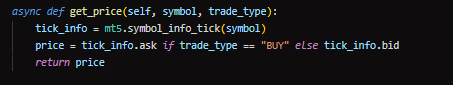 async def get_price(self, symbol, trade_type):
    tick_info = mt5.symbol_info_tick(symbol)
    price = tick_info.ask if trade_type == "BUY" else tick_info.bid
    return price